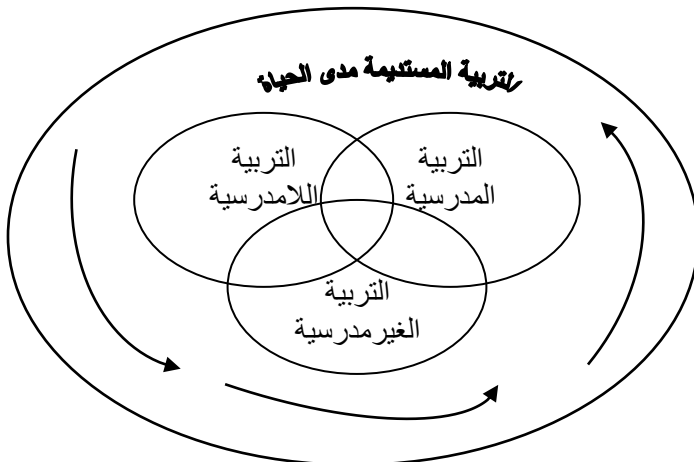 التربية المستديمة مدى الحياة
التربية
المدرسية
التربية
اللامدرسية
التربية
الغيرمدرسية